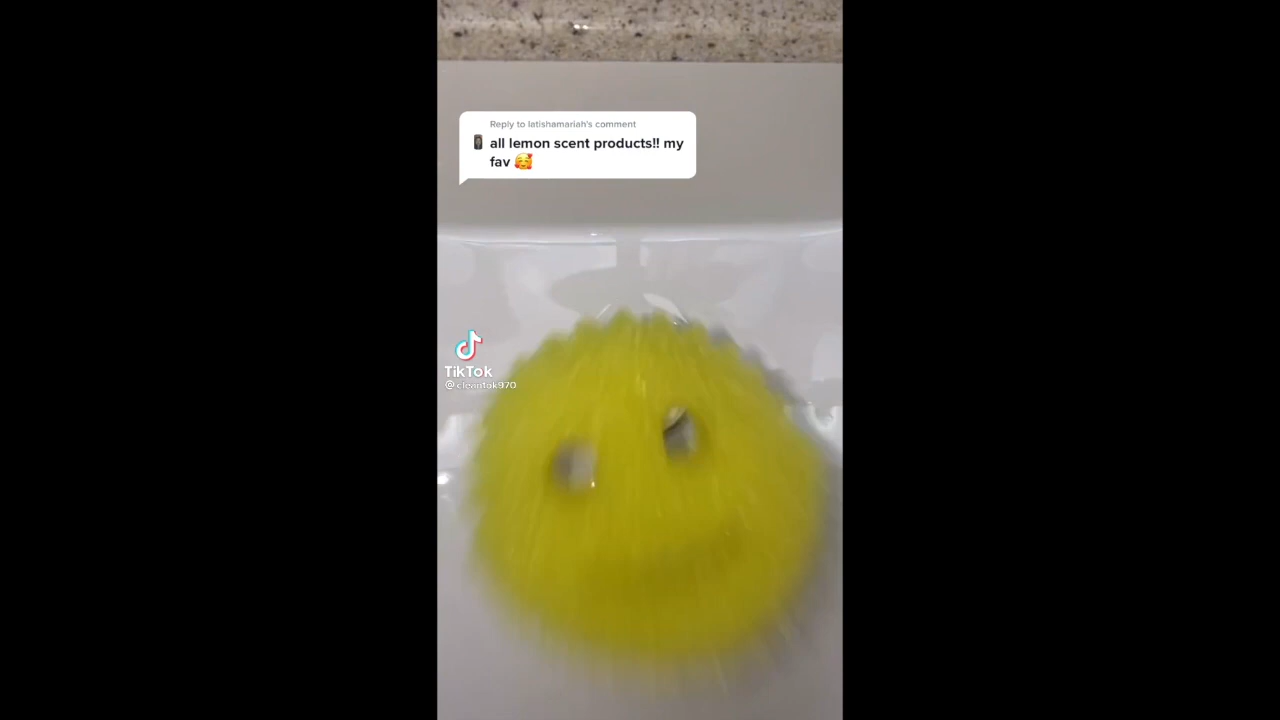 Reply to latishamariah's comment
all lemon scent products!! my
fav 🥰
TikTok
@cleantok970